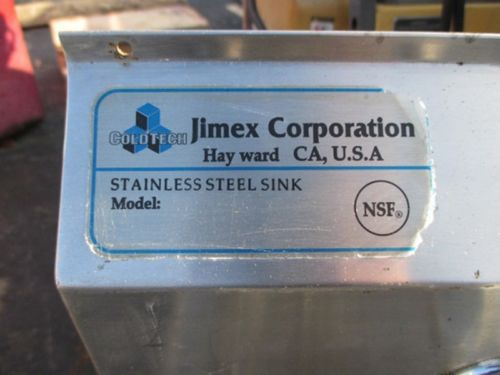 COLDTECH
Jimex Corporation
Hay ward CA, U.S.A
STAINLESS STEEL SINK
Model:
NSF®